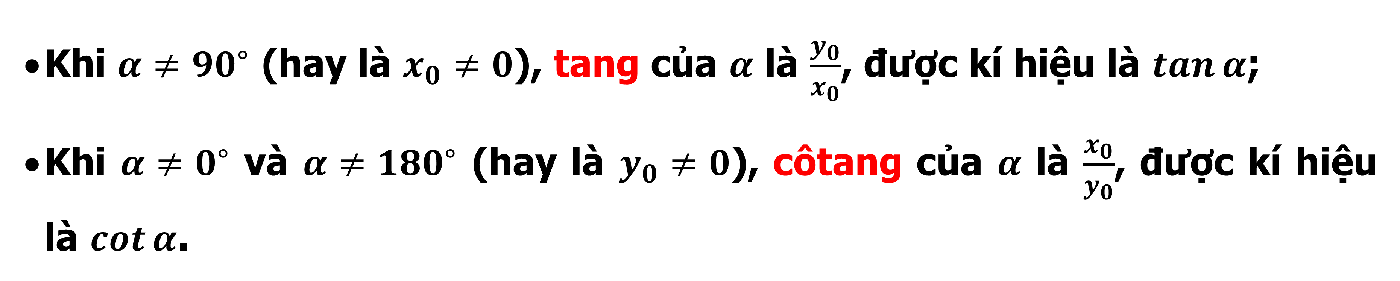 •Khi α ≠ 90° (hay là x₀ ≠ 0), tang của α là y₀/x₀, được kí hiệu là tan α;
•Khi α ≠ 0° và α ≠ 180° (hay là y₀ ≠ 0), côtang của α là x₀/y₀, được kí hiệu
là cot α.